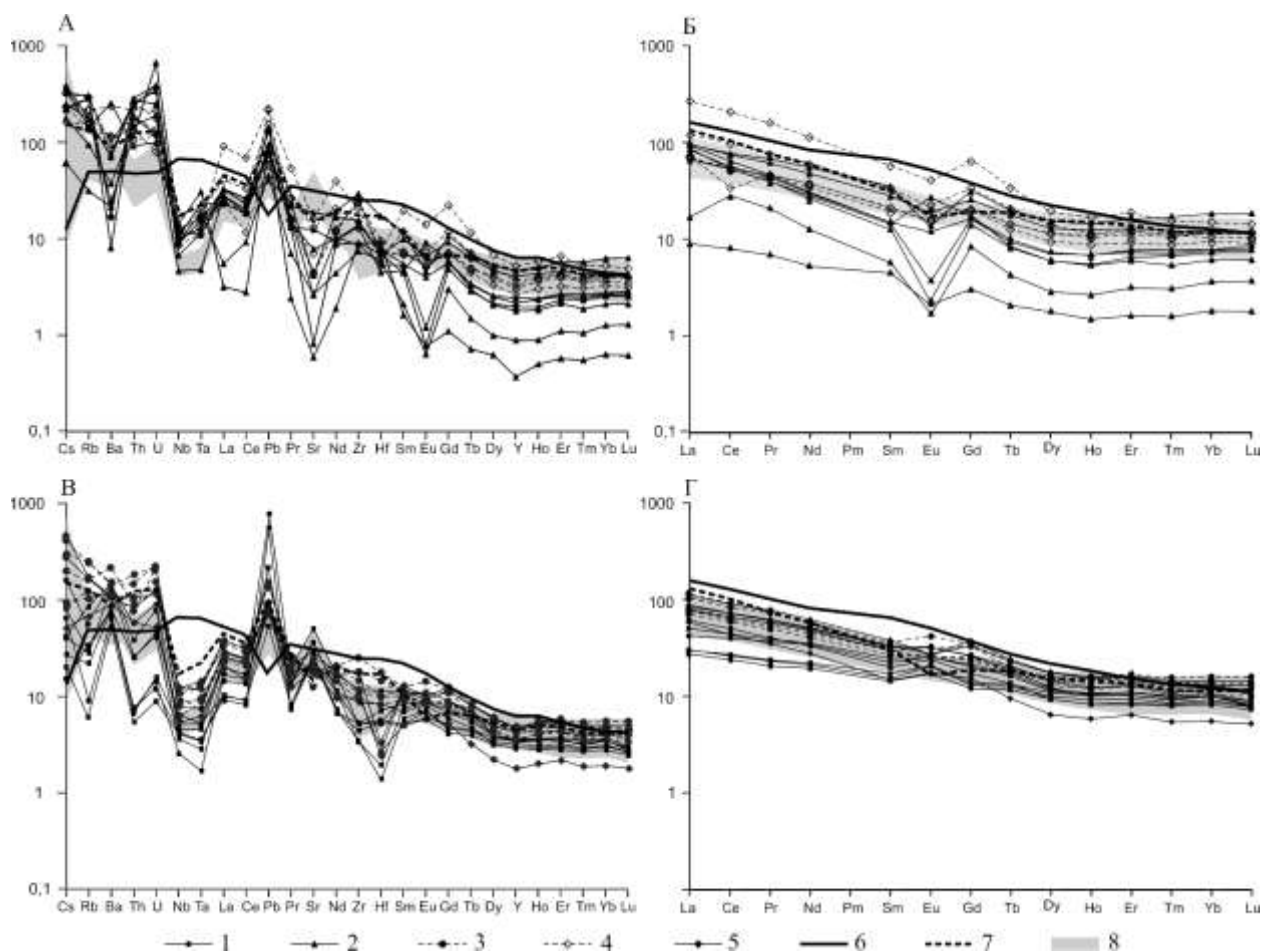 А
1000
100
10
1
0,1
Cs Rb Ba Th U Nb Ta La Ce Pb Pr Sr Nd Zr Hf Sm Eu Gd Tb Dy Y Ho Er Tm Yb Lu
Б
1000
100
10
1
0,1
La Ce Pr Nd Pm Sm Eu Gd Tb Dy Ho Er Tm Yb Lu
В
1000
100
10
1
0,1
Cs Rb Ba Th U Nb Ta La Ce Pb Pr Sr Nd Zr Hf Sm Eu Gd Tb Dy Y Ho Er Tm Yb Lu
Г
1000
100
10
1
La Ce Pr Nd Pm Sm Eu Gd Tb Dy Ho Er Tm Yb Lu
1 2 3 4 5 6 7 8